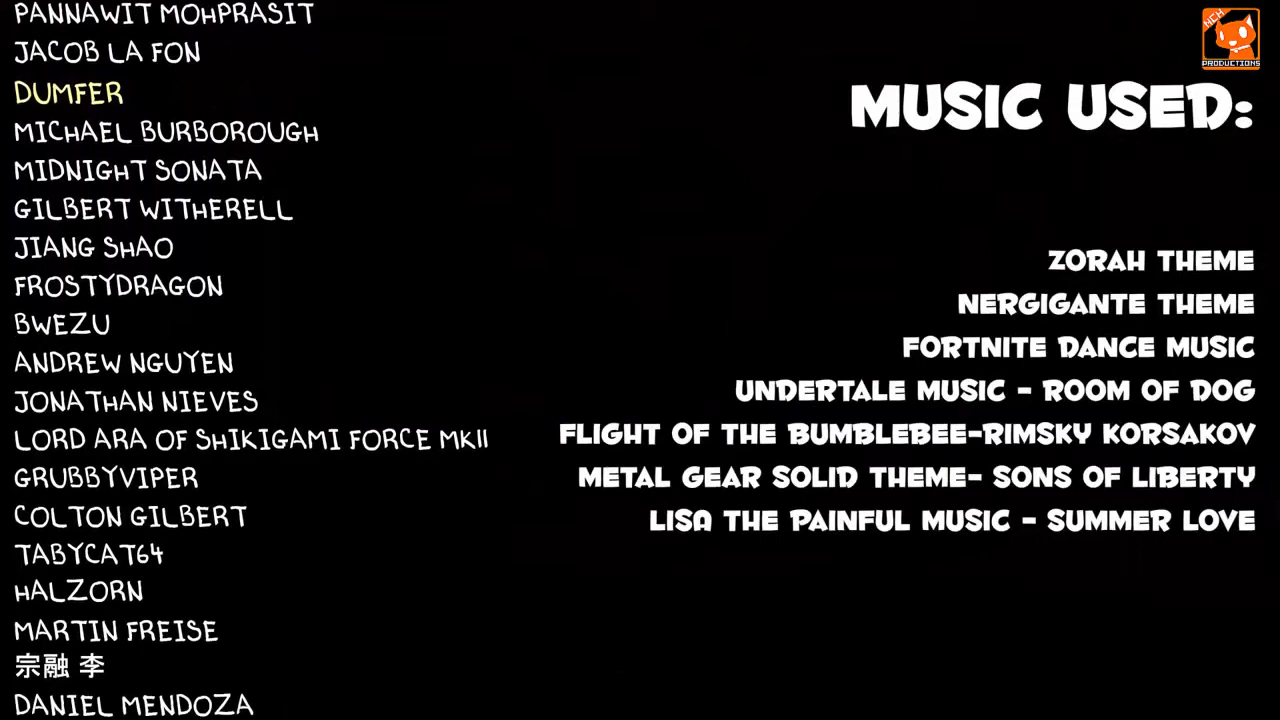 PANNAWIT MOHPRASIT
JACOB LA FON
DUMFER
MICHAEL BURBOROUGH
MIDNIGHT SONATA
GILBERT WITHERELL
JIANG SHAO
FROSTYDRAGON
BWEZU
ANDREW NGUYEN
JONATHAN NIEVES
LORD ARA OF SHIKIGAMI FORCE MKII
GRUBBYVIPER
COLTON GILBERT
TABYCAT64
HALZORN
MARTIN FREISE
宗融 李
DANIEL MENDOZA
NCH
PRODUCTIONS
MUSIC USED:
ZORAH THEME
NERGIGANTE THEME
FORTNITE DANCE MUSIC
UNDERTALE MUSIC - ROOM OF DOG
FLIGHT OF THE BUMBLEBEE-RIMSKY KORSAKOV
METAL GEAR SOLID THEME- SONS OF LIBERTY
LISA THE PAINFUL MUSIC - SUMMER LOVE